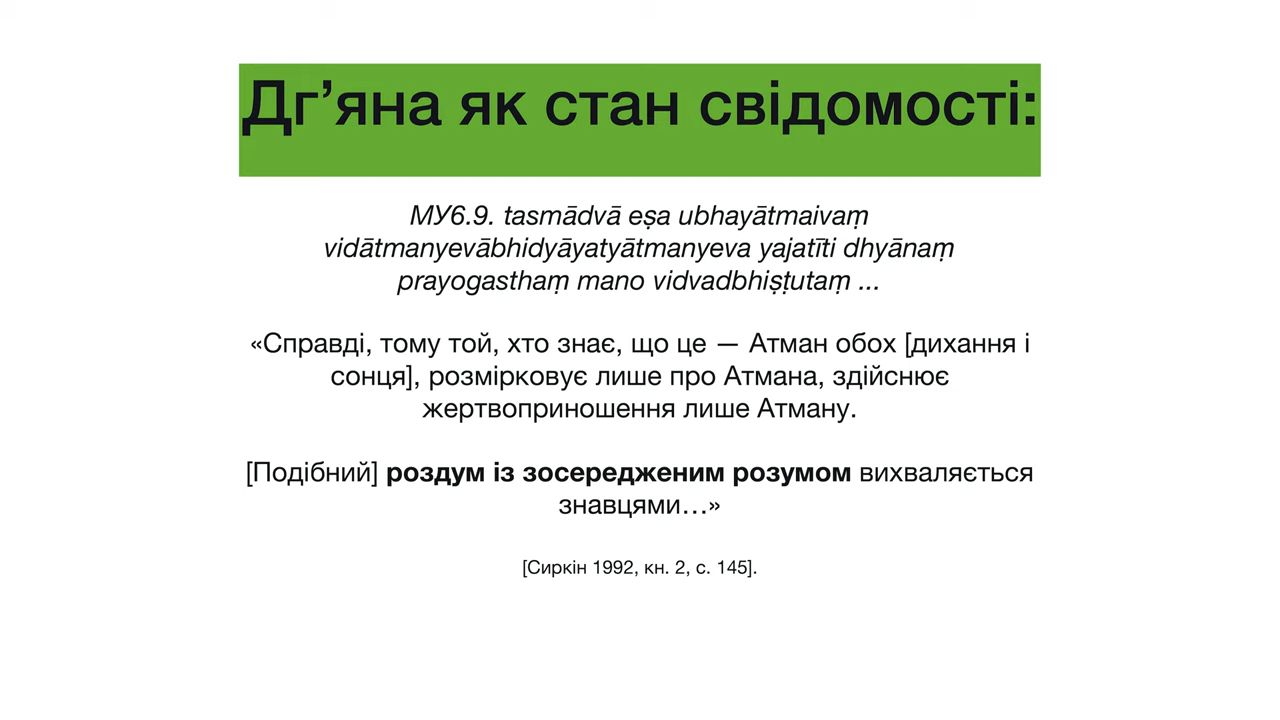 Дг’яна як стан свідомості:
МУ6.9. tasmādvā eṣa ubhayātmaivaṃ
vidātmanyevābhidyāyatyātmanyeva yajatīti dhyānaṃ
prayogasthaṃ mano vidvadbhiṣṭutaṃ ...
«Справді, тому той, хто знає, що це — Атман обох [дихання і
сонця], розмірковує лише про Атмана, здійснює
жертвоприношення лише Атману.
[Подібний] роздум із зосередженим розумом вихваляється
знавцями…»
[Сиркін 1992, кн. 2, с. 145].